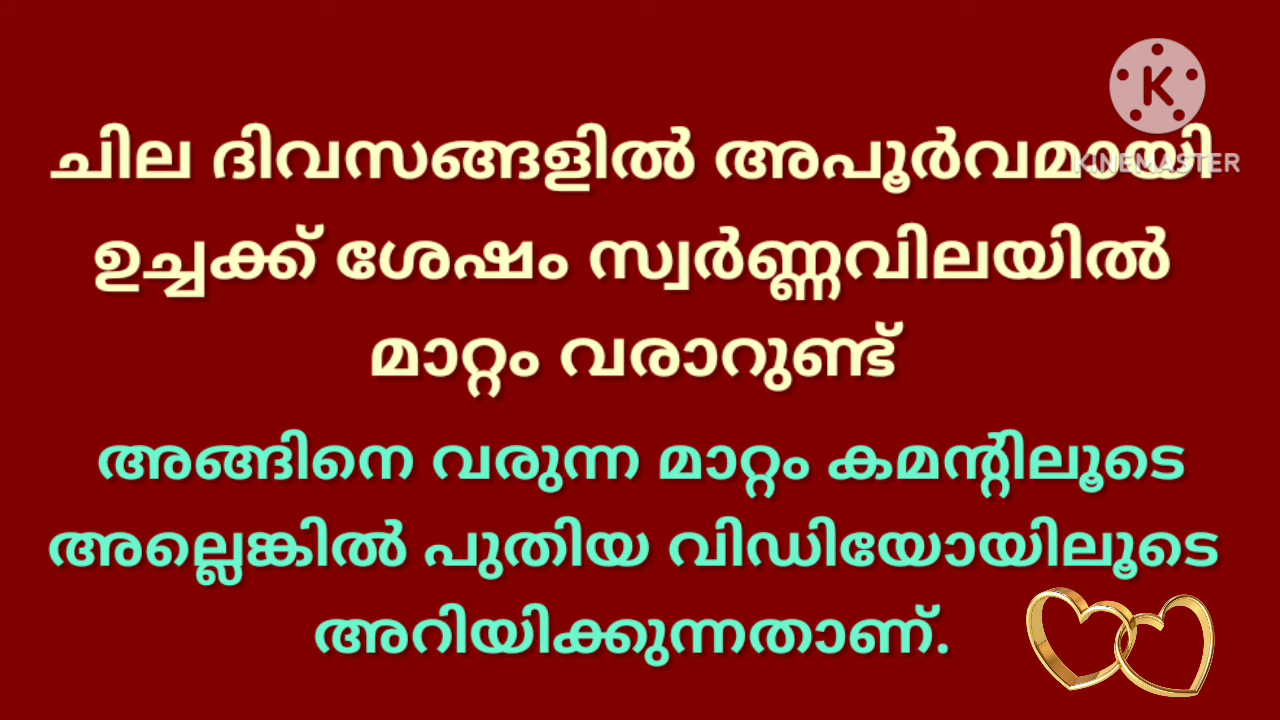 K
KINEMASTER
ചില ദിവസങ്ങളിൽ അപൂർവമായി
ഉച്ചക്ക് ശേഷം സ്വർണ്ണവിലയിൽ
മാറ്റം വരാറുണ്ട്
അങ്ങിനെ വരുന്ന മാറ്റം കമന്റിലൂടെ
അല്ലെങ്കിൽ പുതിയ വിഡിയോയിലൂടെ
അറിയിക്കുന്നതാണ്.